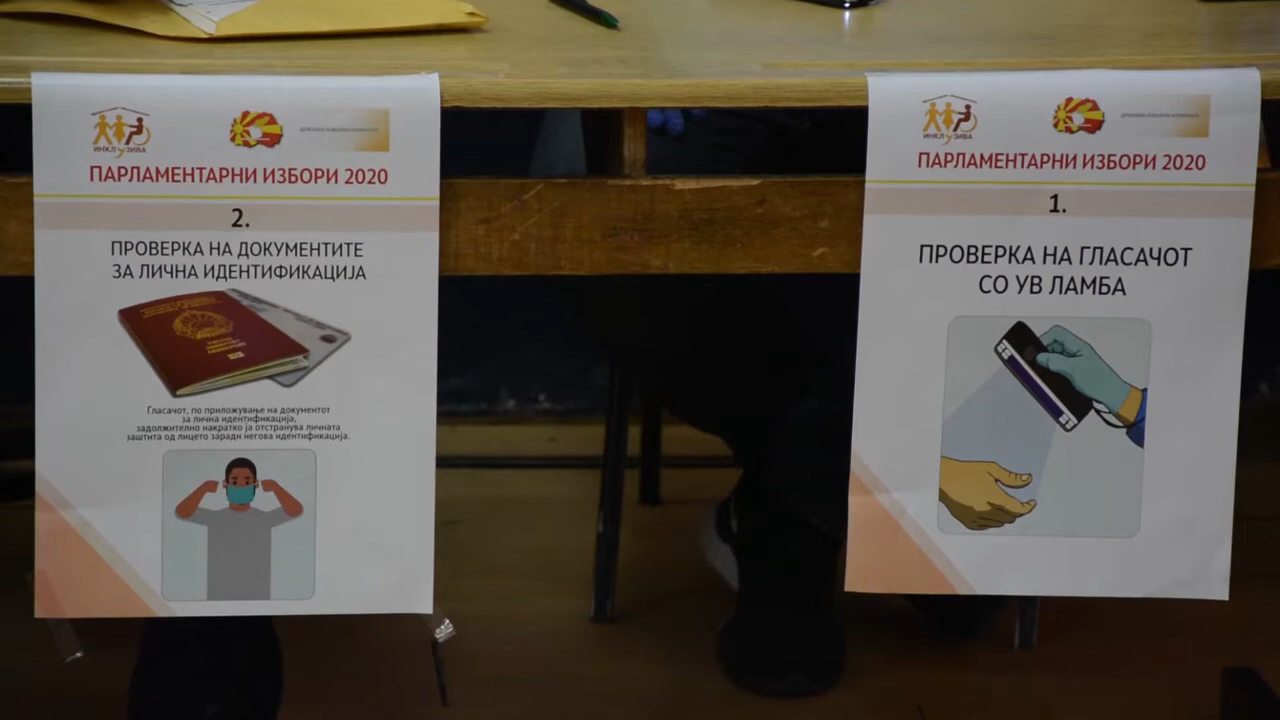 ИНКЛУЗИВА
ПАРЛАМЕНТАРНИ ИЗБОРИ 2020
2.
ПРОВЕРКА НА ДОКУМЕНТИТЕ
ЗА ЛИЧНА ИДЕНТИФИКАЦИЈА
Гласачот, по приложување на документот
за лична идентификација,
задолжително накратко ја отстранува личната
заштита од лицето заради негова идентификација.
ИНКЛУЗИВА
ПАРЛАМЕНТАРНИ ИЗБОРИ 2020
1.
ПРОВЕРКА НА ГЛАСАЧОТ
СО УВ ЛАМБА